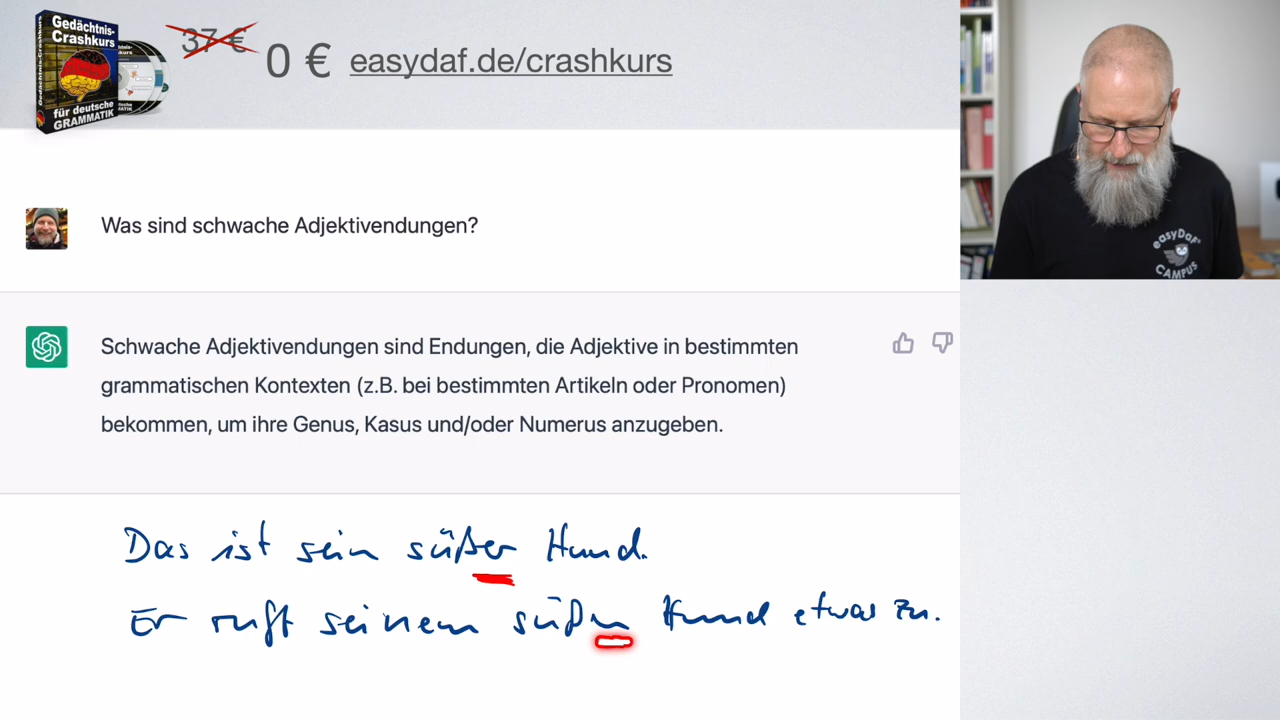 Gedächtnis-
Crashkurs
für deutsche
GRAMMATIK
37 €
0 € easydaf.de/crashkurs
easyDaf®
CAMPUS
Was sind schwache Adjektivendungen?
Schwache Adjektivendungen sind Endungen, die Adjektive in bestimmten
grammatischen Kontexten (z.B. bei bestimmten Artikeln oder Pronomen)
bekommen, um ihre Genus, Kasus und/oder Numerus anzugeben.
Das ist sein süßer Hund.
Er ruft seinem süßn Hund etwas zu.